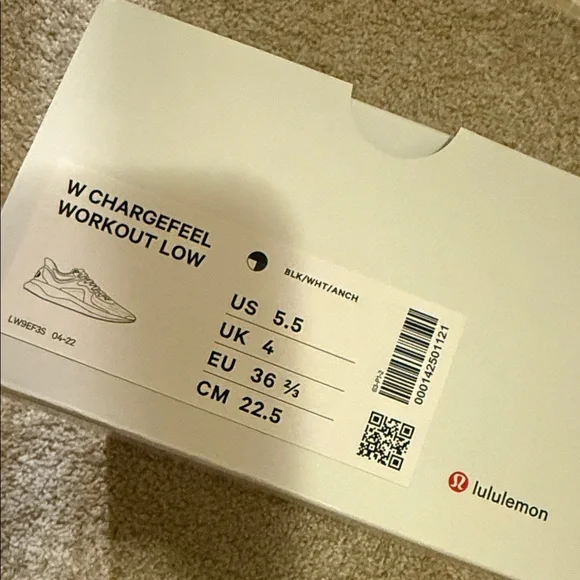 W CHARGEFEEL
WORKOUT LOW
BLK/WHT/ANCH
US 5.5
UK 4
EU 36 ⅔
CM 22.5
LW9EF3S 04-22
000142501121
lululemon